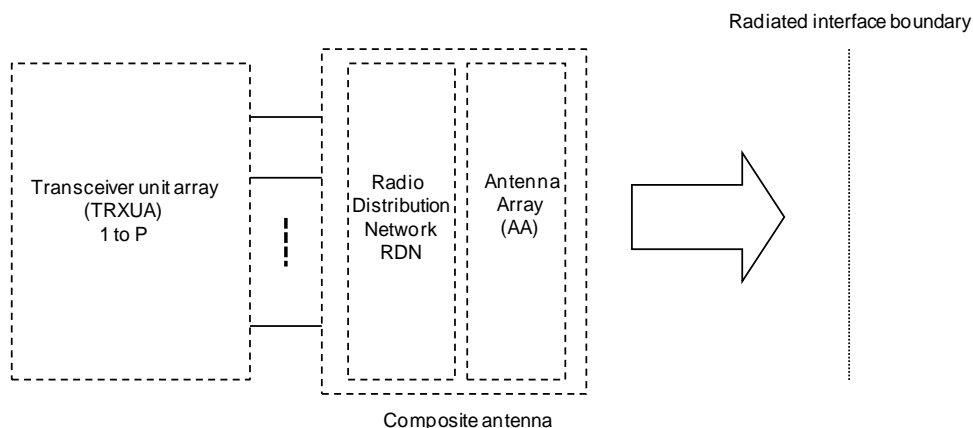 Radiated interface boundary
Transceiver unit array
(TRXUA)
1 to P
Radio
Distribution
Network
RDN
Antenna
Array
(AA)
Composite antenna